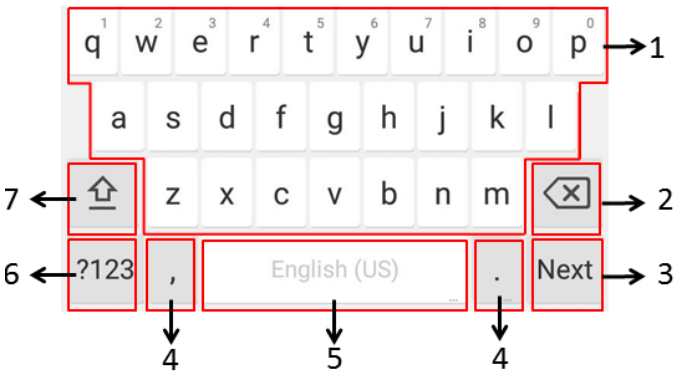 1 2 3 4 5 6 7 8 9 0
q w e r t y u i o p 1
a s d f g h j k l
7 z x c v b n m 2
6 ?123 , English (US) . Next 3
4 5 4